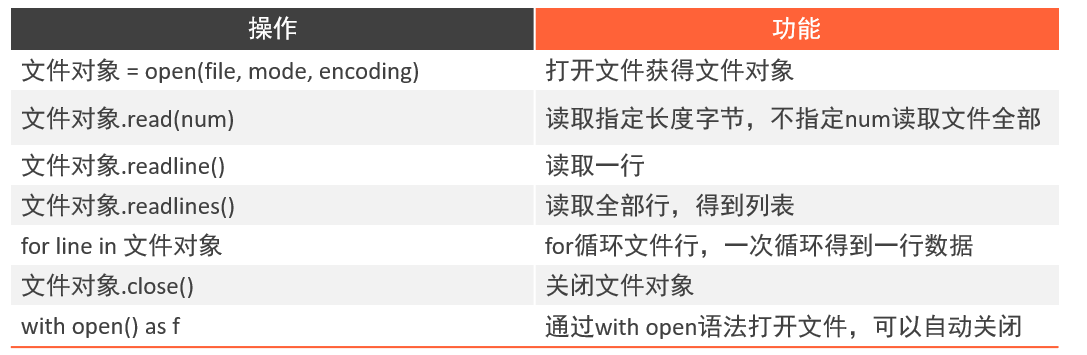 操作 功能
文件对象 = open(file, mode, encoding) 打开文件获得文件对象
文件对象.read(num) 读取指定长度字节，不指定num读取文件全部
文件对象.readline() 读取一行
文件对象.readlines() 读取全部行，得到列表
for line in 文件对象 for循环文件行，一次循环得到一行数据
文件对象.close() 关闭文件对象
with open() as f 通过with open语法打开文件，可以自动关闭